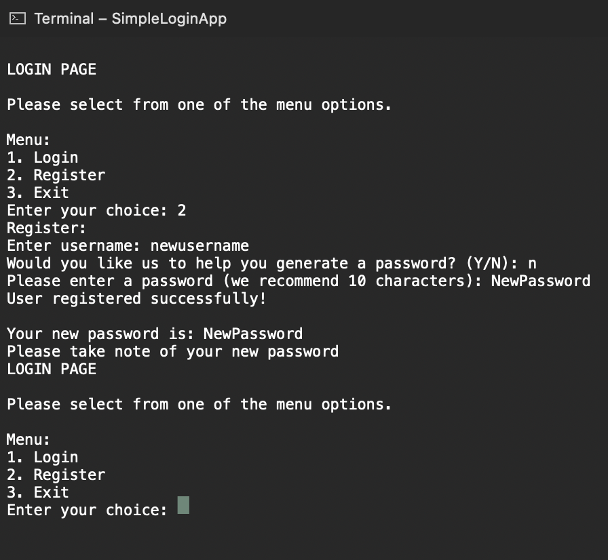 Terminal – SimpleLoginApp
LOGIN PAGE
Please select from one of the menu options.
Menu:
1. Login
2. Register
3. Exit
Enter your choice: 2
Register:
Enter username: newusername
Would you like us to help you generate a password? (Y/N): n
Please enter a password (we recommend 10 characters): NewPassword
User registered successfully!
Your new password is: NewPassword
Please take note of your new password
LOGIN PAGE
Please select from one of the menu options.
Menu:
1. Login
2. Register
3. Exit
Enter your choice: